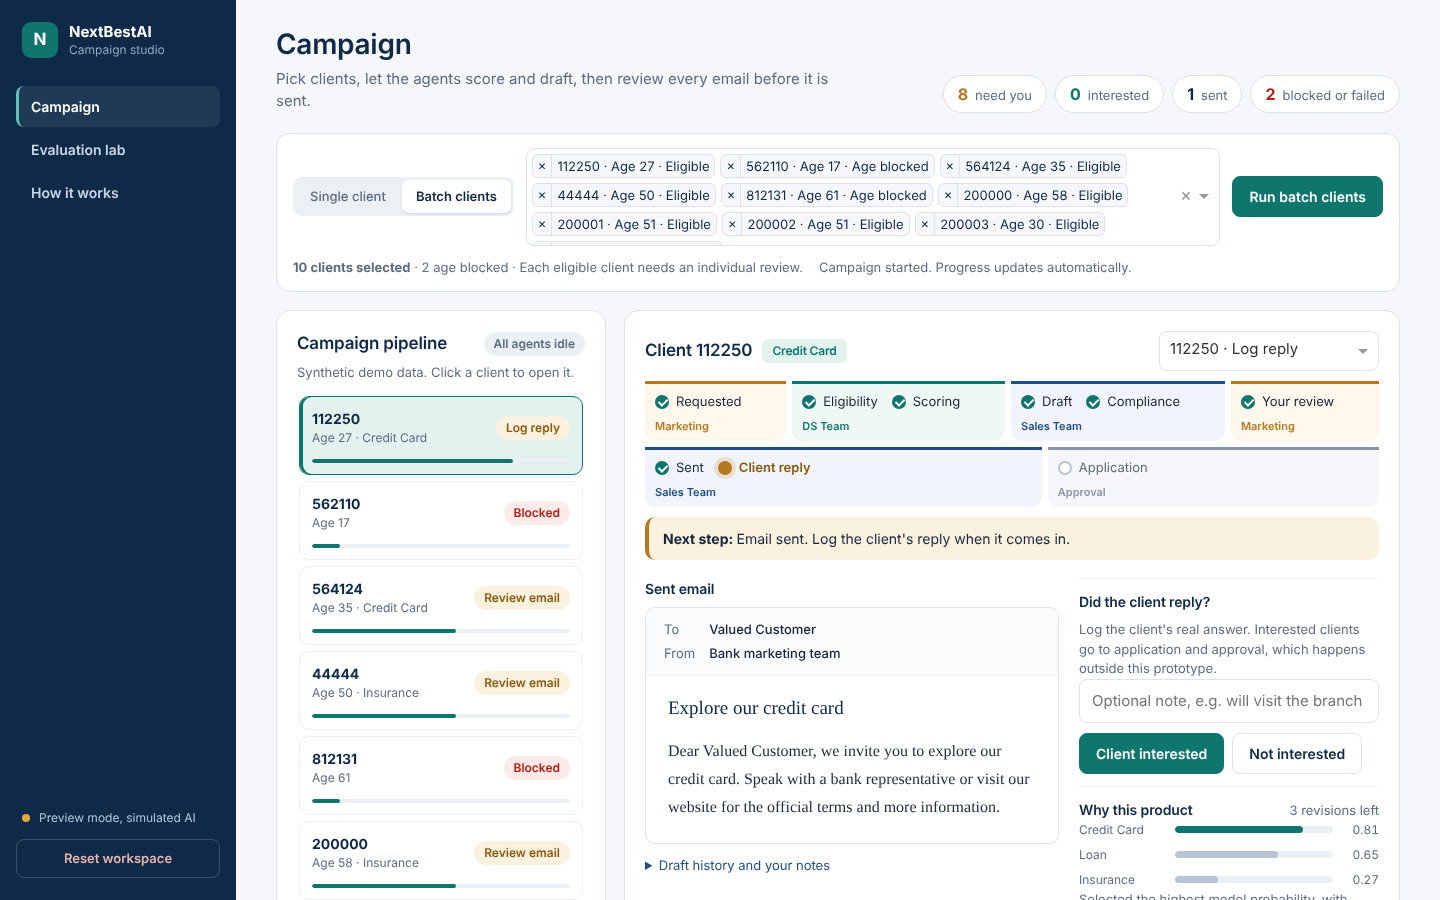 N
NextBestAI
Campaign studio
Campaign
Evaluation lab
How it works
Preview mode, simulated AI
Reset workspace
Campaign
Pick clients, let the agents score and draft, then review every email before it is
sent.
8 need you
0 interested
1 sent
2 blocked or failed
Single client
Batch clients
× 112250 · Age 27 · Eligible
× 562110 · Age 17 · Age blocked
× 564124 · Age 35 · Eligible
× 44444 · Age 50 · Eligible
× 812131 · Age 61 · Age blocked
× 200000 · Age 58 · Eligible
× 200001 · Age 51 · Eligible
× 200002 · Age 51 · Eligible
× 200003 · Age 30 · Eligible
×
Run batch clients
10 clients selected · 2 age blocked · Each eligible client needs an individual review. Campaign started. Progress updates automatically.
Campaign pipeline
All agents idle
Synthetic demo data. Click a client to open it.
112250
Age 27 · Credit Card
Log reply
562110
Age 17
Blocked
564124
Age 35 · Credit Card
Review email
44444
Age 50 · Insurance
Review email
812131
Age 61
Blocked
200000
Age 58 · Insurance
Review email
Client 112250
Credit Card
112250 · Log reply
Requested
Marketing
Eligibility
Scoring
DS Team
Draft
Compliance
Sales Team
Your review
Marketing
Sent
Client reply
Sales Team
Application
Approval
Next step: Email sent. Log the client's reply when it comes in.
Sent email
To Valued Customer
From Bank marketing team
Explore our credit card
Dear Valued Customer, we invite you to explore our
credit card. Speak with a bank representative or visit our
website for the official terms and more information.
Draft history and your notes
Did the client reply?
Log the client's real answer. Interested clients
go to application and approval, which happens
outside this prototype.
Optional note, e.g. will visit the branch
Client interested
Not interested
Why this product
3 revisions left
Credit Card 0.81
Loan 0.65
Insurance 0.27
Selected the highest model probability, with